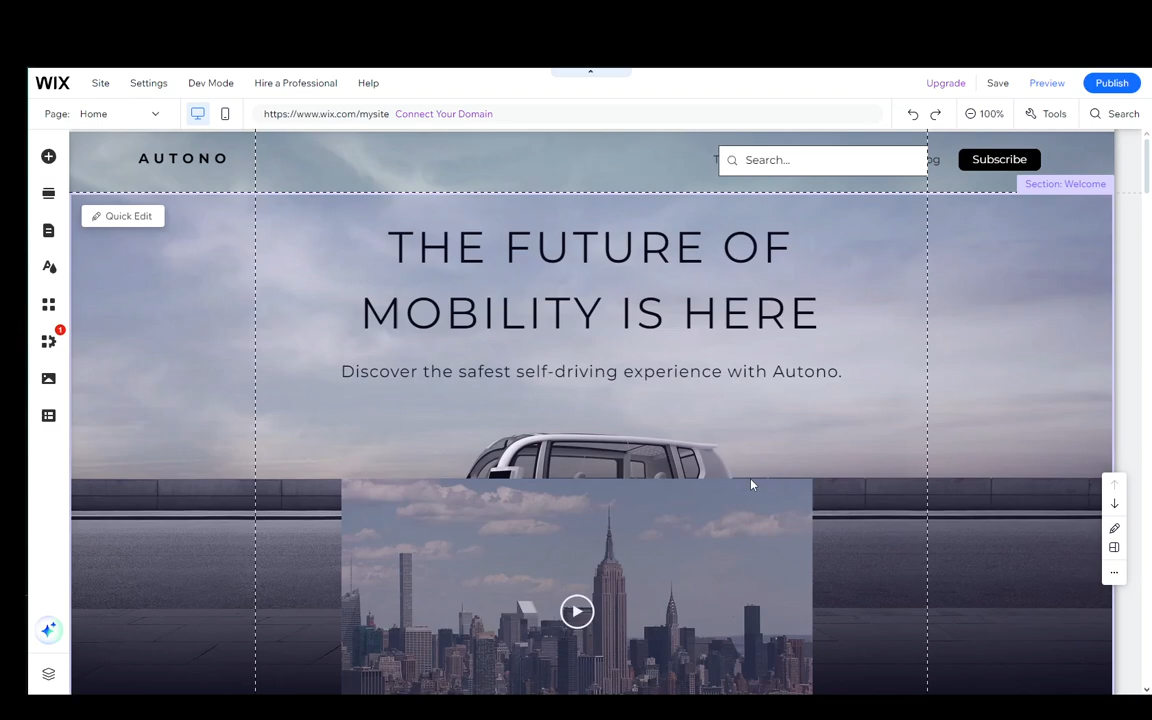 WIX Site Settings Dev Mode Hire a Professional Help Upgrade Save Preview Publish
Page: Home https://www.wix.com/mysite Connect Your Domain 100% Tools Search
AUTONO Search... Subscribe
Section: Welcome
Quick Edit
THE FUTURE OF
MOBILITY IS HERE
Discover the safest self-driving experience with Autono.
1